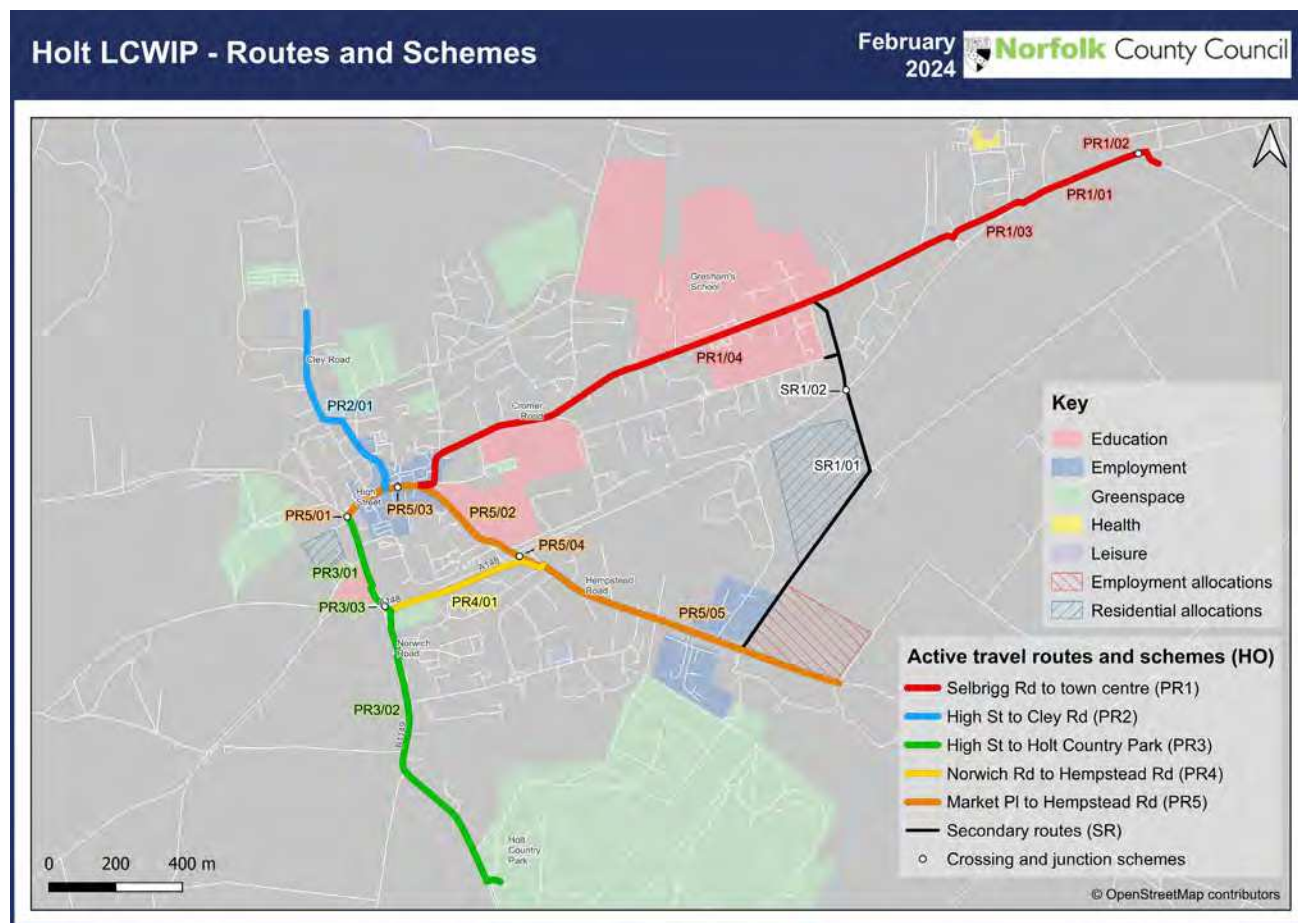 Holt LCWIP - Routes and Schemes
February
2024
Norfolk County Council
PR1/02
PR1/01
PR1/03
Gresham's
School
PR1/04
SR1/02
Cley Road
PR2/01
Cromer
Road
SR1/01
High
Street
PR5/01
PR5/03
PR5/02
PR5/04
A148
PR3/01
Hempstead
Road
PR3/03
A148
PR4/01
PR5/05
Norwich
Road
PR3/02
B1149
Holt
Country
Park
Key
Education
Employment
Greenspace
Health
Leisure
Employment allocations
Residential allocations
Active travel routes and schemes (HO)
Selbrigg Rd to town centre (PR1)
High St to Cley Rd (PR2)
High St to Holt Country Park (PR3)
Norwich Rd to Hempstead Rd (PR4)
Market Pl to Hempstead Rd (PR5)
Secondary routes (SR)
Crossing and junction schemes
0 200 400 m
© OpenStreetMap contributors